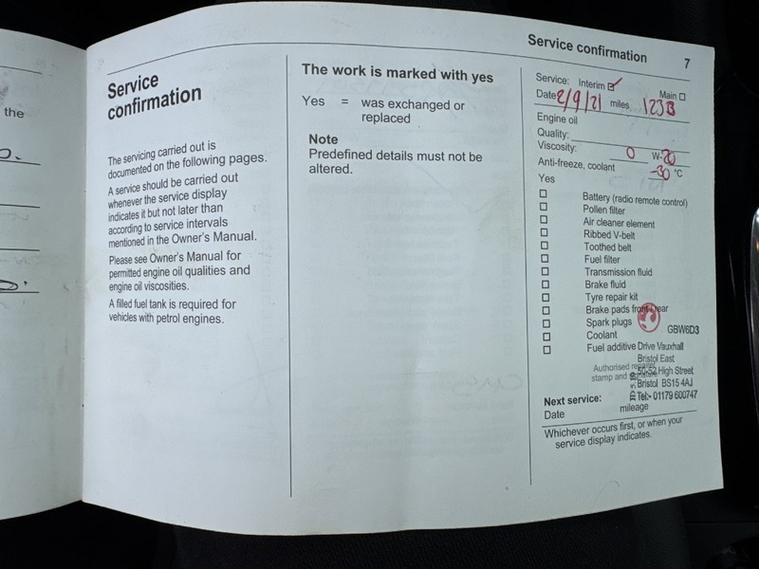 the
Service
confirmation
The servicing carried out is
documented on the following pages.
A service should be carried out
whenever the service display
indicates it but not later than
according to service intervals
mentioned in the Owner's Manual.
Please see Owner's Manual for
permitted engine oil qualities and
engine oil viscosities.
A filled fuel tank is required for
vehicles with petrol engines.
The work is marked with yes
Yes = was exchanged or
replaced
Note
Predefined details must not be
altered.
Service confirmation 7
Service: Interim Main
Date 2/9/21 miles
Engine oil
Quality:
Viscosity: 0 W- 20
Anti-freeze, coolant -30 °C
Yes
Battery (radio remote control)
Pollen filter
Air cleaner element
Ribbed V-belt
Toothed belt
Fuel filter
Transmission fluid
Brake fluid
Tyre repair kit
Brake pads front/rear
Spark plugs
GBW6D3
Coolant
Fuel additive Drive Vauxhall
Bristol East
Authorised repairer 50-52 High Street
stamp and signature Bristol BS15 4AJ
Tel:- 01179 600747
Next service:
Date mileage
Whichever occurs first, or when your
service display indicates.